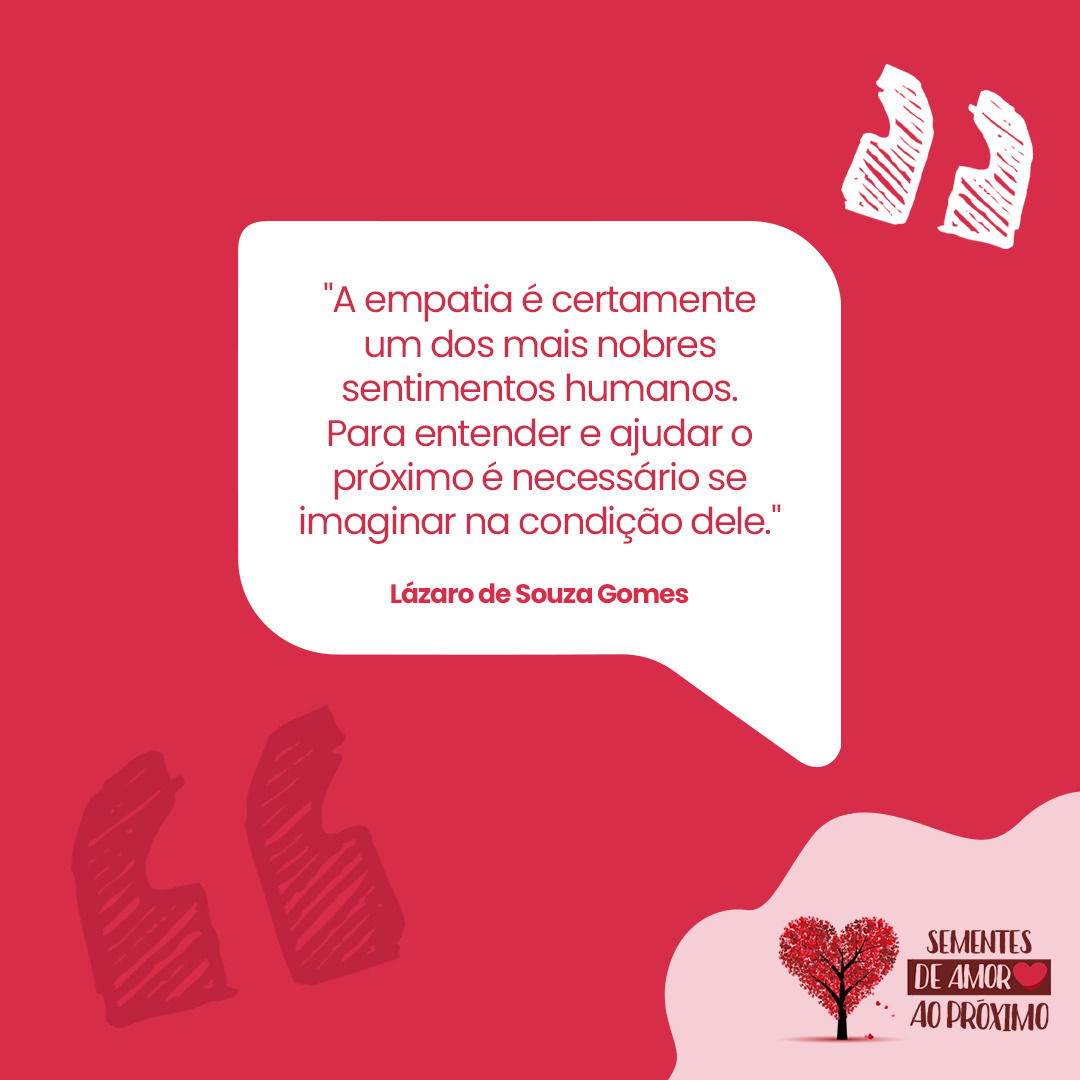 "A empatia é certamente
um dos mais nobres
sentimentos humanos.
Para entender e ajudar o
próximo é necessário se
imaginar na condição dele."
Lázaro de Souza Gomes
SEMENTES
DE AMOR
AO PRÓXIMO